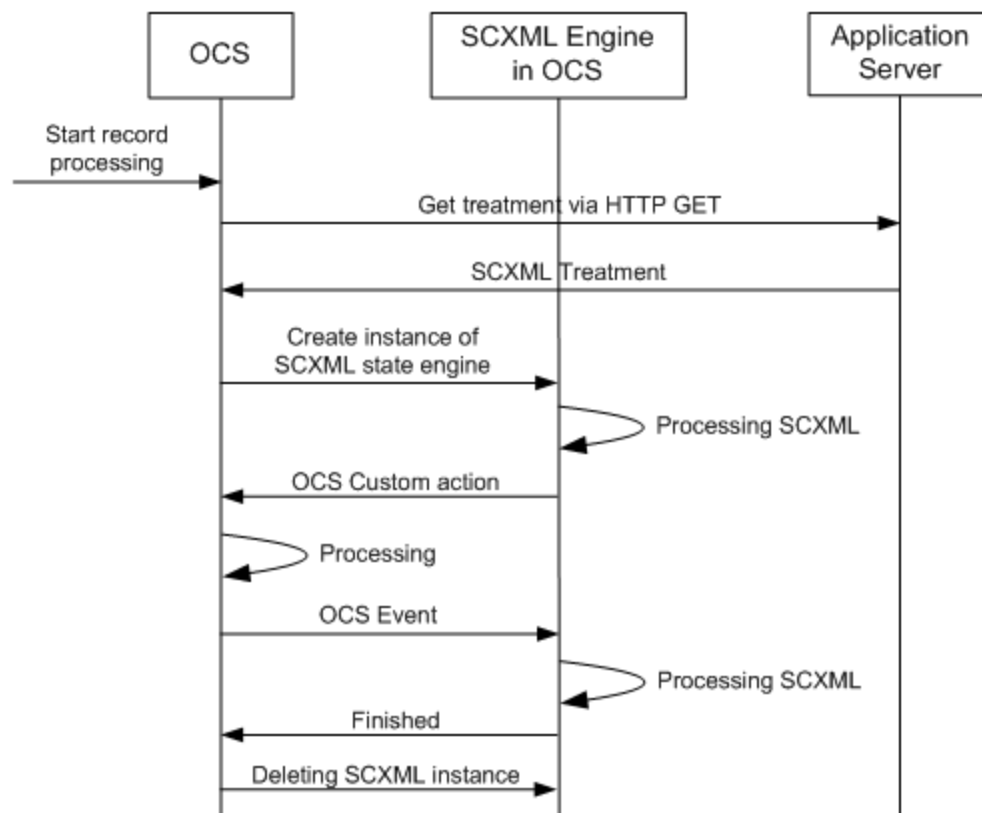 OCS
SCXML Engine
in OCS
Application
Server
Start record
processing
Get treatment via HTTP GET
SCXML Treatment
Create instance of
SCXML state engine
Processing SCXML
OCS Custom action
Processing
OCS Event
Processing SCXML
Finished
Deleting SCXML instance